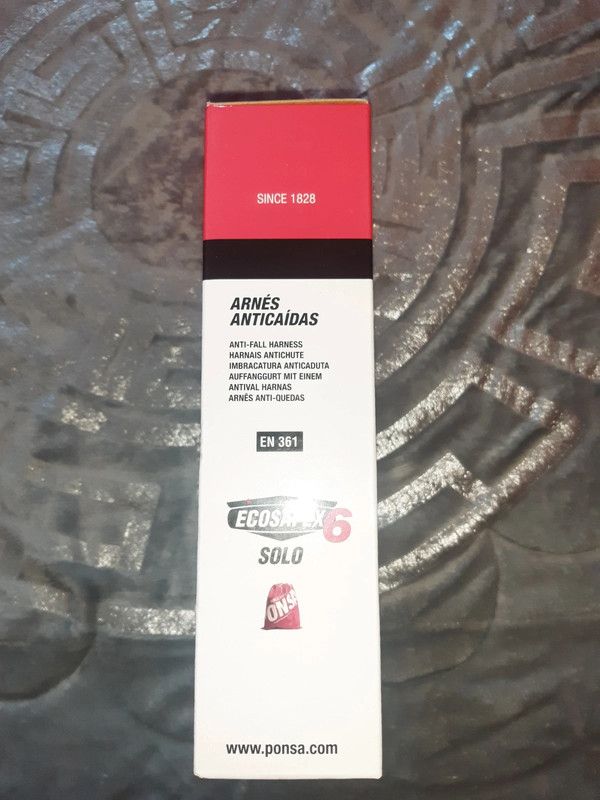 SINCE 1828
ARNÉS
ANTICAÍDAS
ANTI-FALL HARNESS
HARNAIS ANTICHUTE
IMBRACATURA ANTICADUTA
AUFFANGGURT MIT EINEM
ANTIVAL HARNAS
ARNÊS ANTI-QUEDAS
EN 361
6
SOLO
www.ponsa.com